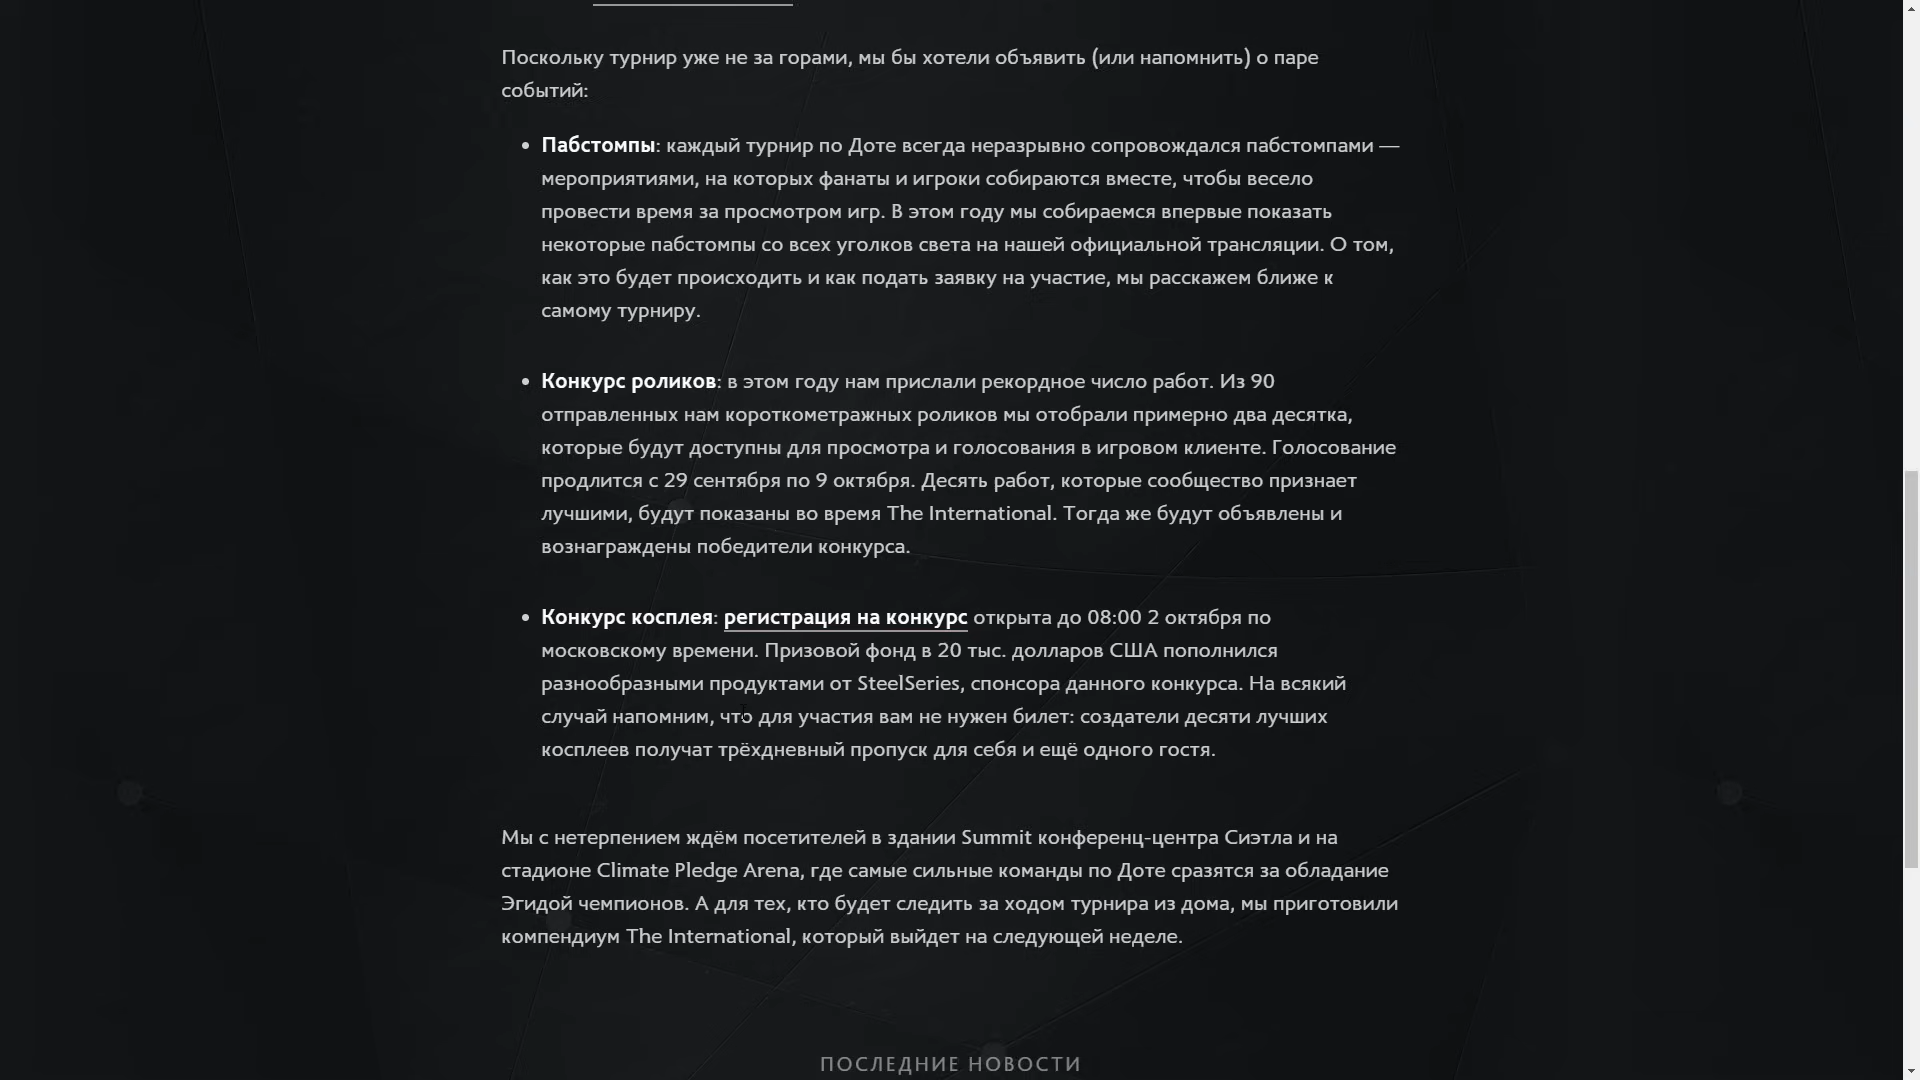 Поскольку турнир уже не за горами, мы бы хотели объявить (или напомнить) о паре
событий:
Пабстомпы: каждый турнир по Доте всегда неразрывно сопровождался пабстомпами —
мероприятиями, на которых фанаты и игроки собираются вместе, чтобы весело
провести время за просмотром игр. В этом году мы собираемся впервые показать
некоторые пабстомпы со всех уголков света на нашей официальной трансляции. О том,
как это будет происходить и как подать заявку на участие, мы расскажем ближе к
самому турниру.
Конкурс роликов: в этом году нам прислали рекордное число работ. Из 90
отправленных нам короткометражных роликов мы отобрали примерно два десятка,
которые будут доступны для просмотра и голосования в игровом клиенте. Голосование
продлится с 29 сентября по 9 октября. Десять работ, которые сообщество признает
лучшими, будут показаны во время The International. Тогда же будут объявлены и
вознаграждены победители конкурса.
Конкурс косплея: регистрация на конкурс открыта до 08:00 2 октября по
московскому времени. Призовой фонд в 20 тыс. долларов США пополнился
разнообразными продуктами от SteelSeries, спонсора данного конкурса. На всякий
случай напомним, что для участия вам не нужен билет: создатели десяти лучших
косплеев получат трёхдневный пропуск для себя и ещё одного гостя.
Мы с нетерпением ждём посетителей в здании Summit конференц-центра Сиэтла и на
стадионе Climate Pledge Arena, где самые сильные команды по Доте сразятся за обладание
Эгидой чемпионов. А для тех, кто будет следить за ходом турнира из дома, мы приготовили
компендиум The International, который выйдет на следующей неделе.
ПОСЛЕДНИЕ НОВОСТИ